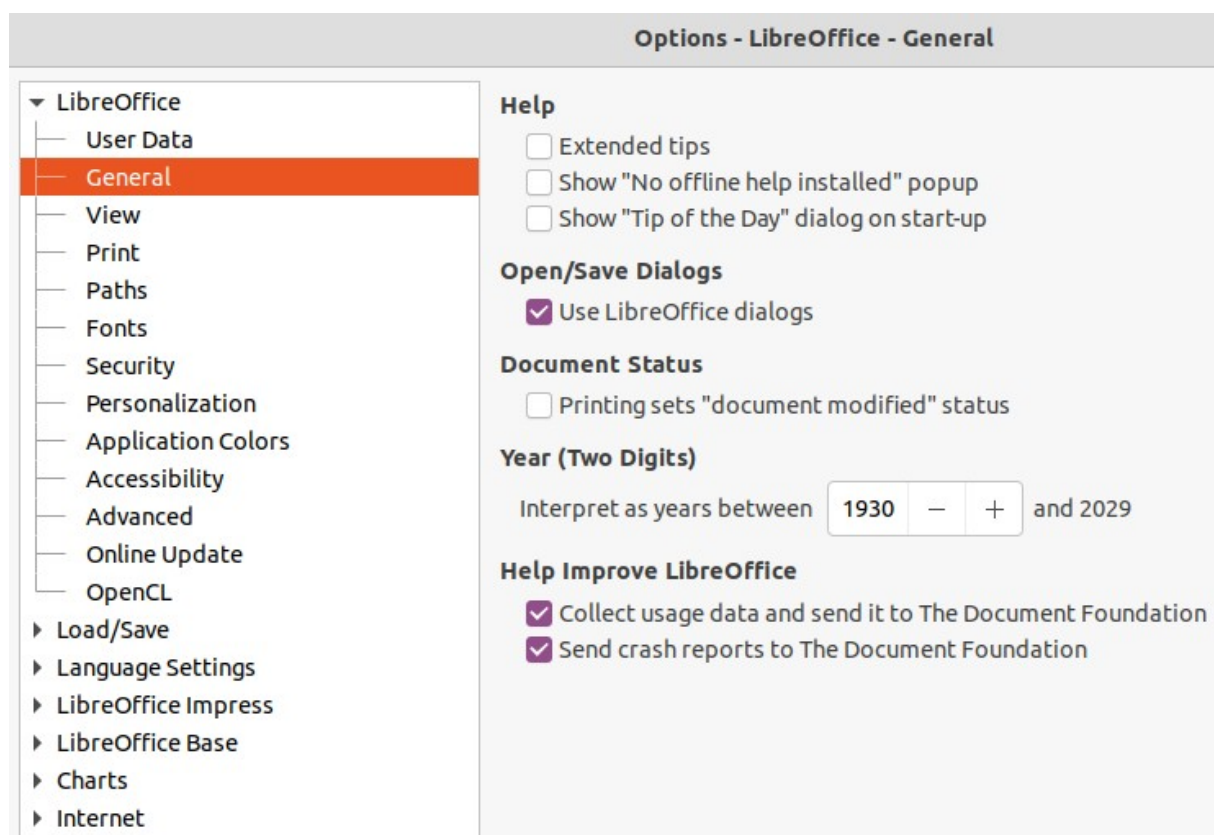 Options - LibreOffice - General
LibreOffice
User Data
General
View
Print
Paths
Fonts
Security
Personalization
Application Colors
Accessibility
Advanced
Online Update
OpenCL
Load/Save
Language Settings
LibreOffice Impress
LibreOffice Base
Charts
Internet
Help
Extended tips
Show "No offline help installed" popup
Show "Tip of the Day" dialog on start-up
Open/Save Dialogs
Use LibreOffice dialogs
Document Status
Printing sets "document modified" status
Year (Two Digits)
Interpret as years between 1930 − + and 2029
Help Improve LibreOffice
Collect usage data and send it to The Document Foundation
Send crash reports to The Document Foundation